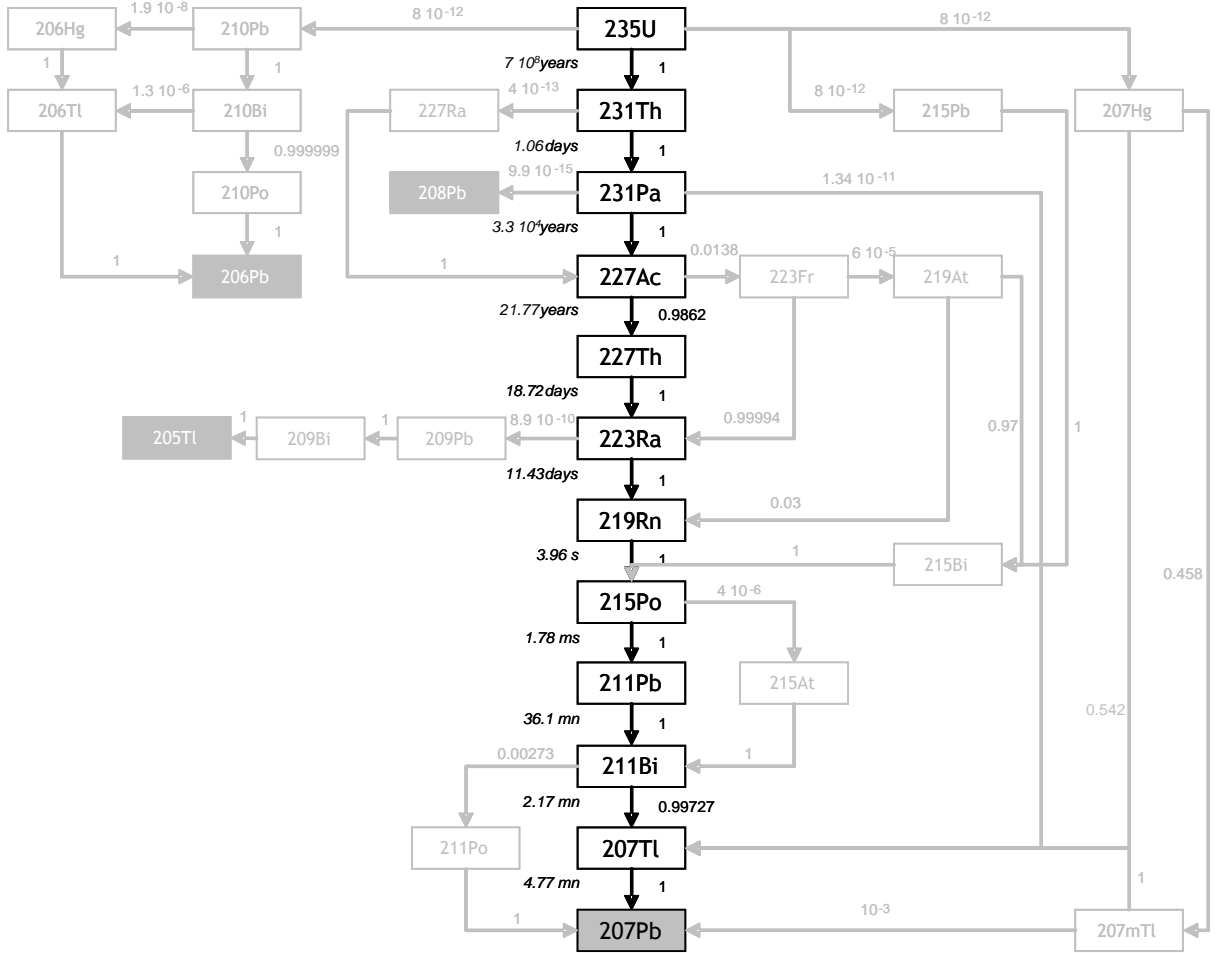 206Hg 1.9 10-8 210Pb 8 10-12 235U 8 10-12
1 1 7 10⁸years 1
206Tl 1.3 10-6 210Bi 227Ra 4 10-13 231Th 8 10-12 215Pb 207Hg
0.999999 1.06days 1
210Po 208Pb 9.9 10-15 231Pa 1.34 10-11
1 3.3 10⁴years 1
1 206Pb 1 227Ac 0.0138 223Fr 6 10-5 219At
21.77years 0.9862
227Th
18.72days 1
205Tl 1 209Bi 1 209Pb 8.9 10-10 223Ra 0.99994 0.97 1
11.43days 1
219Rn 0.03
3.96 s 1 1 215Bi 0.458
215Po 4 10-6
1.78 ms 1
211Pb 215At
36.1 mn 1 0.542
0.00273 211Bi 1
2.17 mn 0.99727
211Po 207Tl
4.77 mn 1 1
1 207Pb 10-3 207mTl